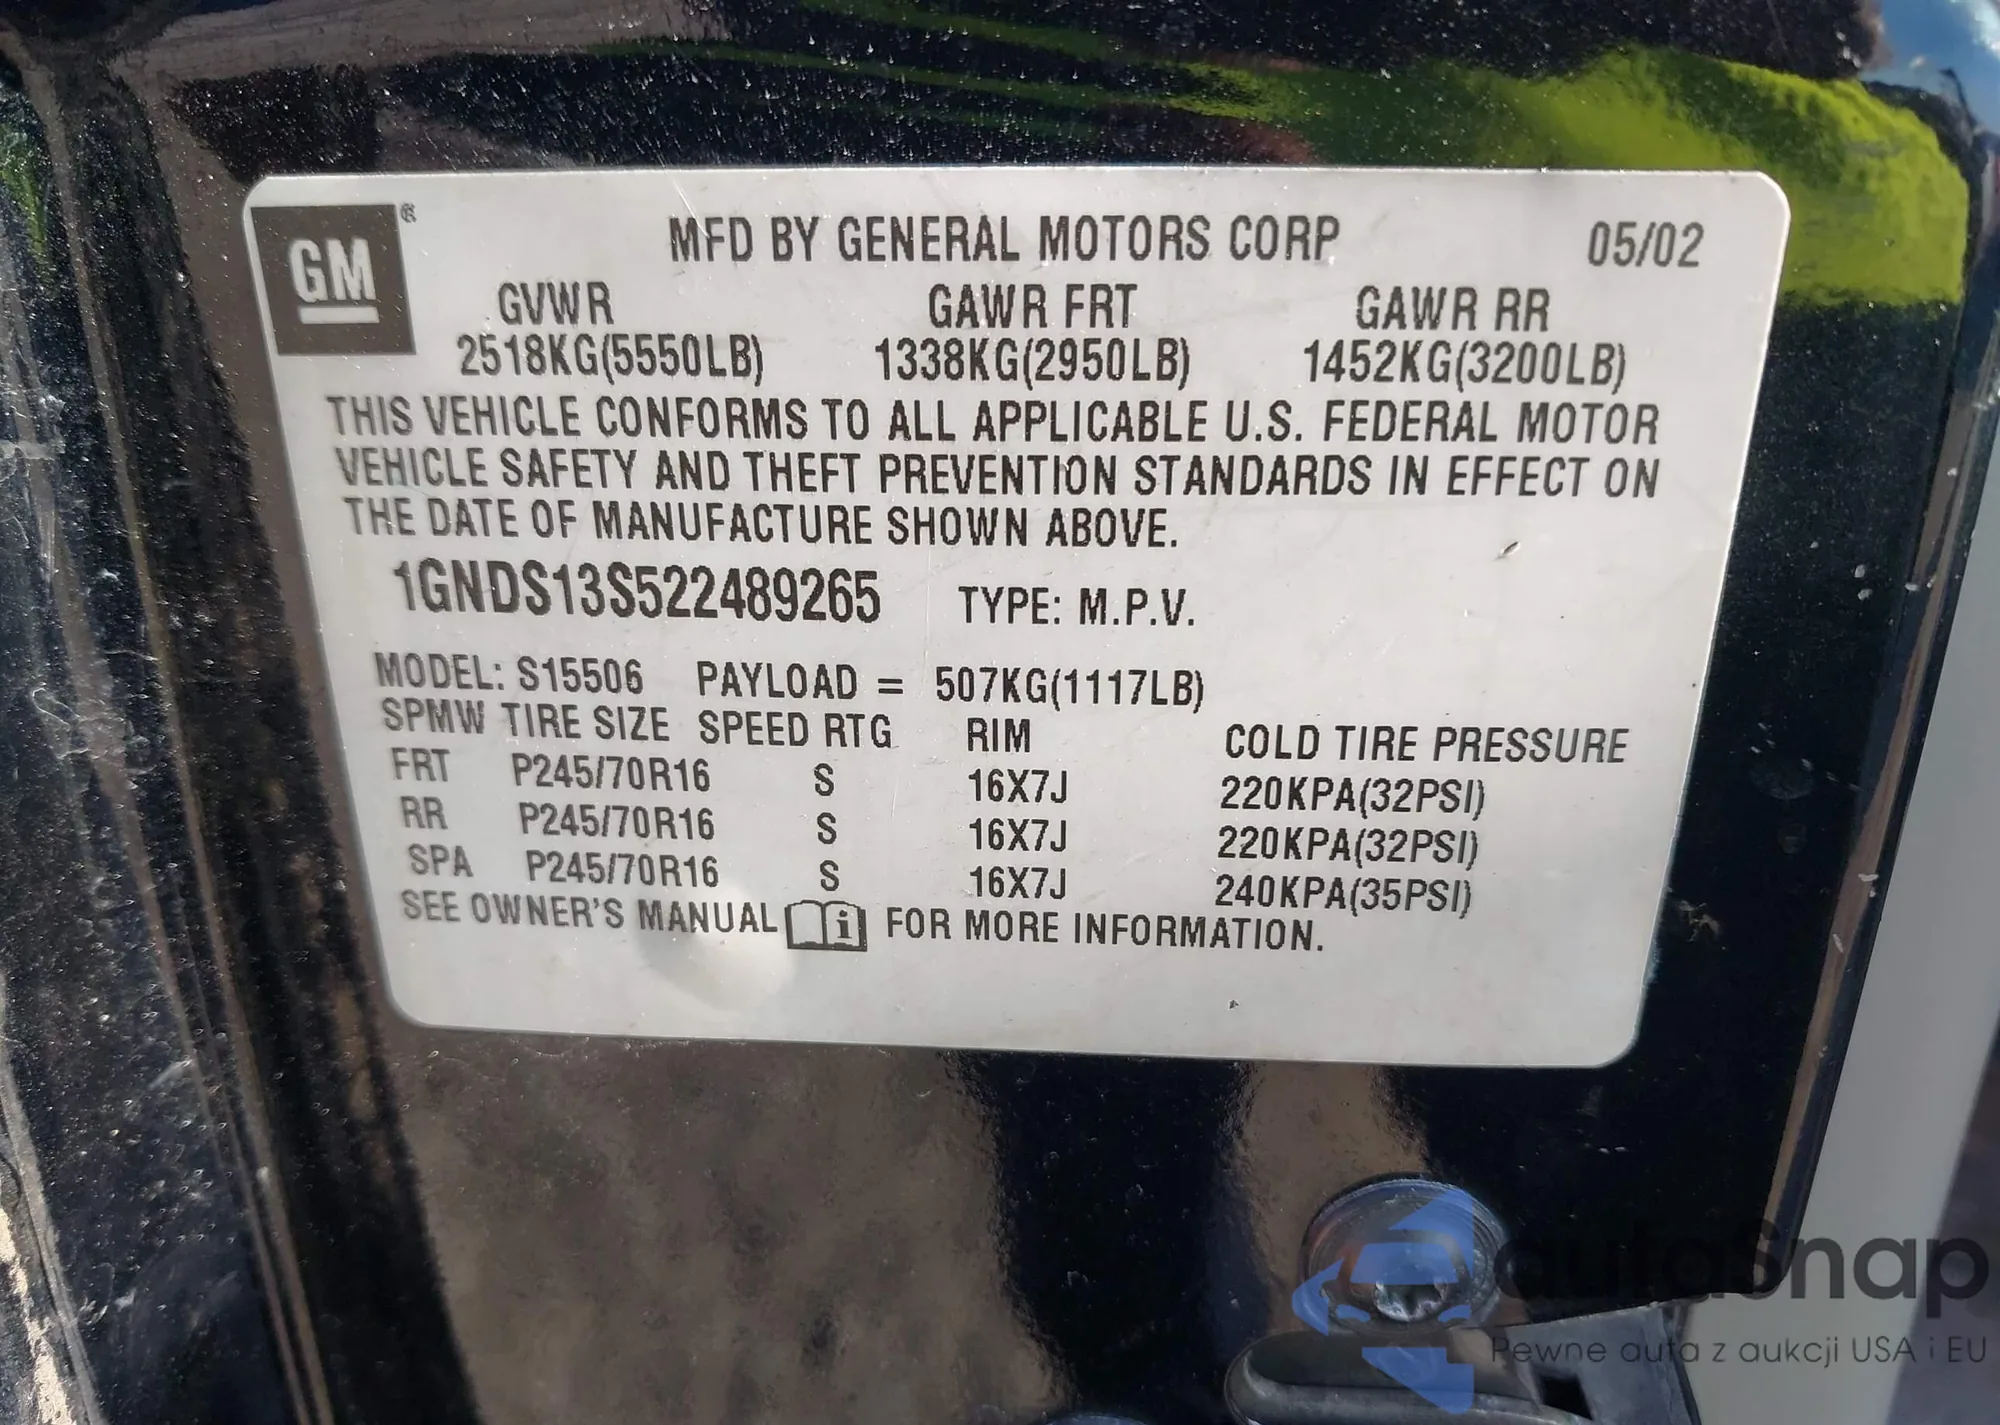 GM ® MFD BY GENERAL MOTORS CORP 05/02
GVWR GAWR FRT GAWR RR
2518KG(5550LB) 1338KG(2950LB) 1452KG(3200LB)
THIS VEHICLE CONFORMS TO ALL APPLICABLE U.S. FEDERAL MOTOR
VEHICLE SAFETY AND THEFT PREVENTION STANDARDS IN EFFECT ON
THE DATE OF MANUFACTURE SHOWN ABOVE.
1GNDS13S522489265 TYPE: M.P.V.
MODEL: S15506 PAYLOAD = 507KG(1117LB)
SPMW TIRE SIZE SPEED RTG RIM COLD TIRE PRESSURE
FRT P245/70R16 S 16X7J 220KPA(32PSI)
RR P245/70R16 S 16X7J 220KPA(32PSI)
SPA P245/70R16 S 16X7J 240KPA(35PSI)
SEE OWNER'S MANUAL i FOR MORE INFORMATION.
autaSnap
Pewne auta z aukcji USA i EU